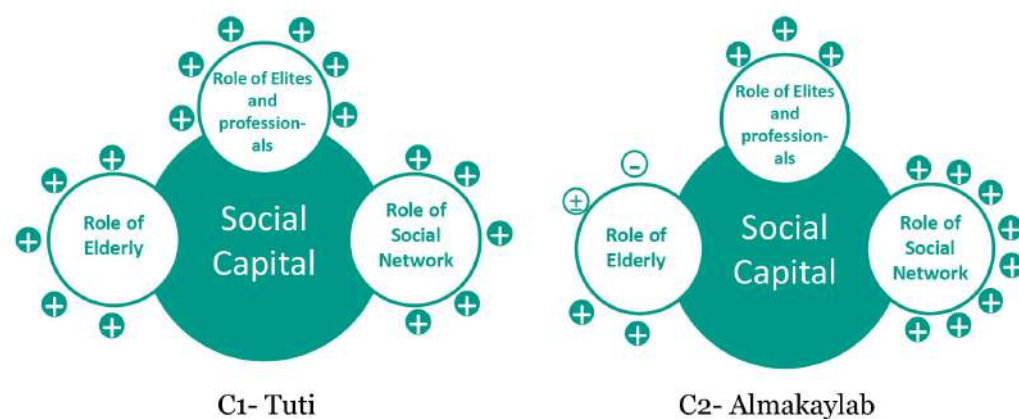 Role of Elites
and
profession-
als
Role of
Elderly
Social
Capital
Role of
Social
Network
C1- Tuti
Role of Elites
and
profession-
als
Role of
Elderly
Social
Capital
Role of
Social
Network
C2- Almakaylab